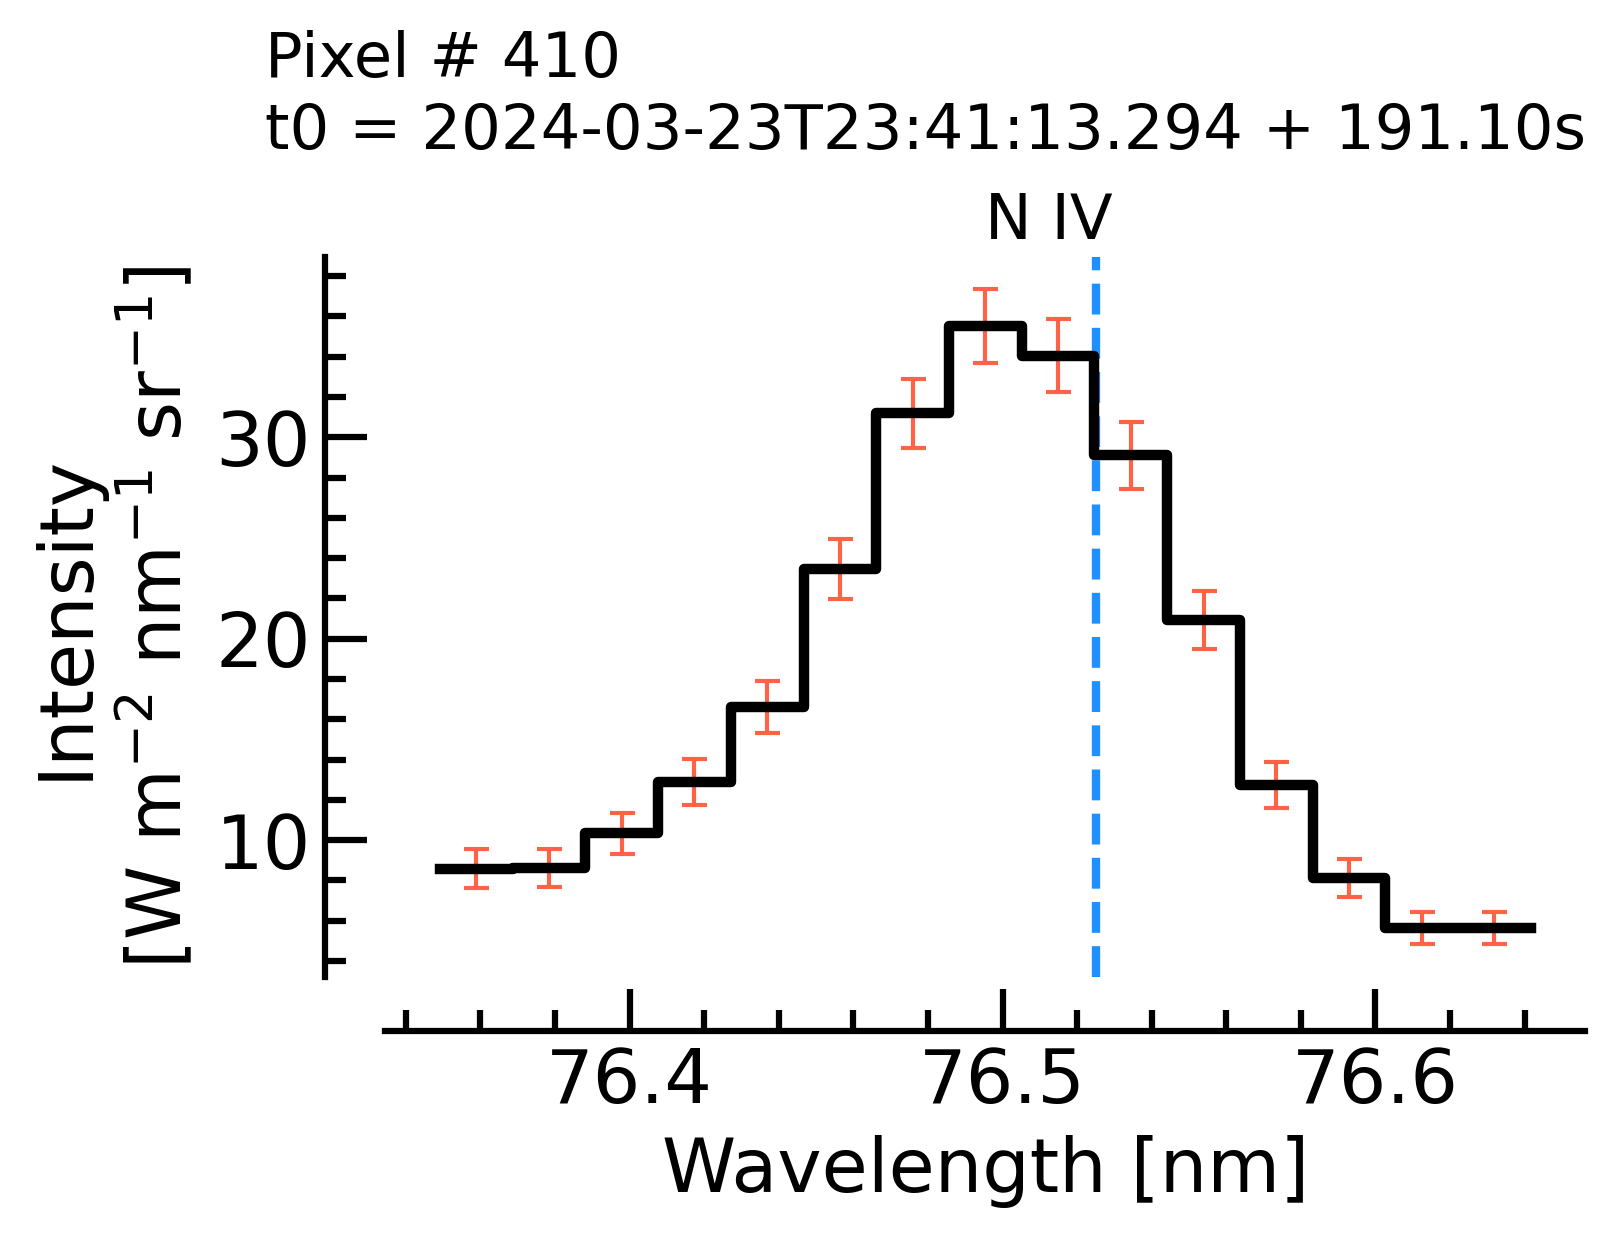 Pixel # 410
t0 = 2024-03-23T23:41:13.294 + 191.10s
N IV
Intensity
[W m⁻² nm⁻¹ sr⁻¹]
30
20
10
76.4 76.5 76.6
Wavelength [nm]